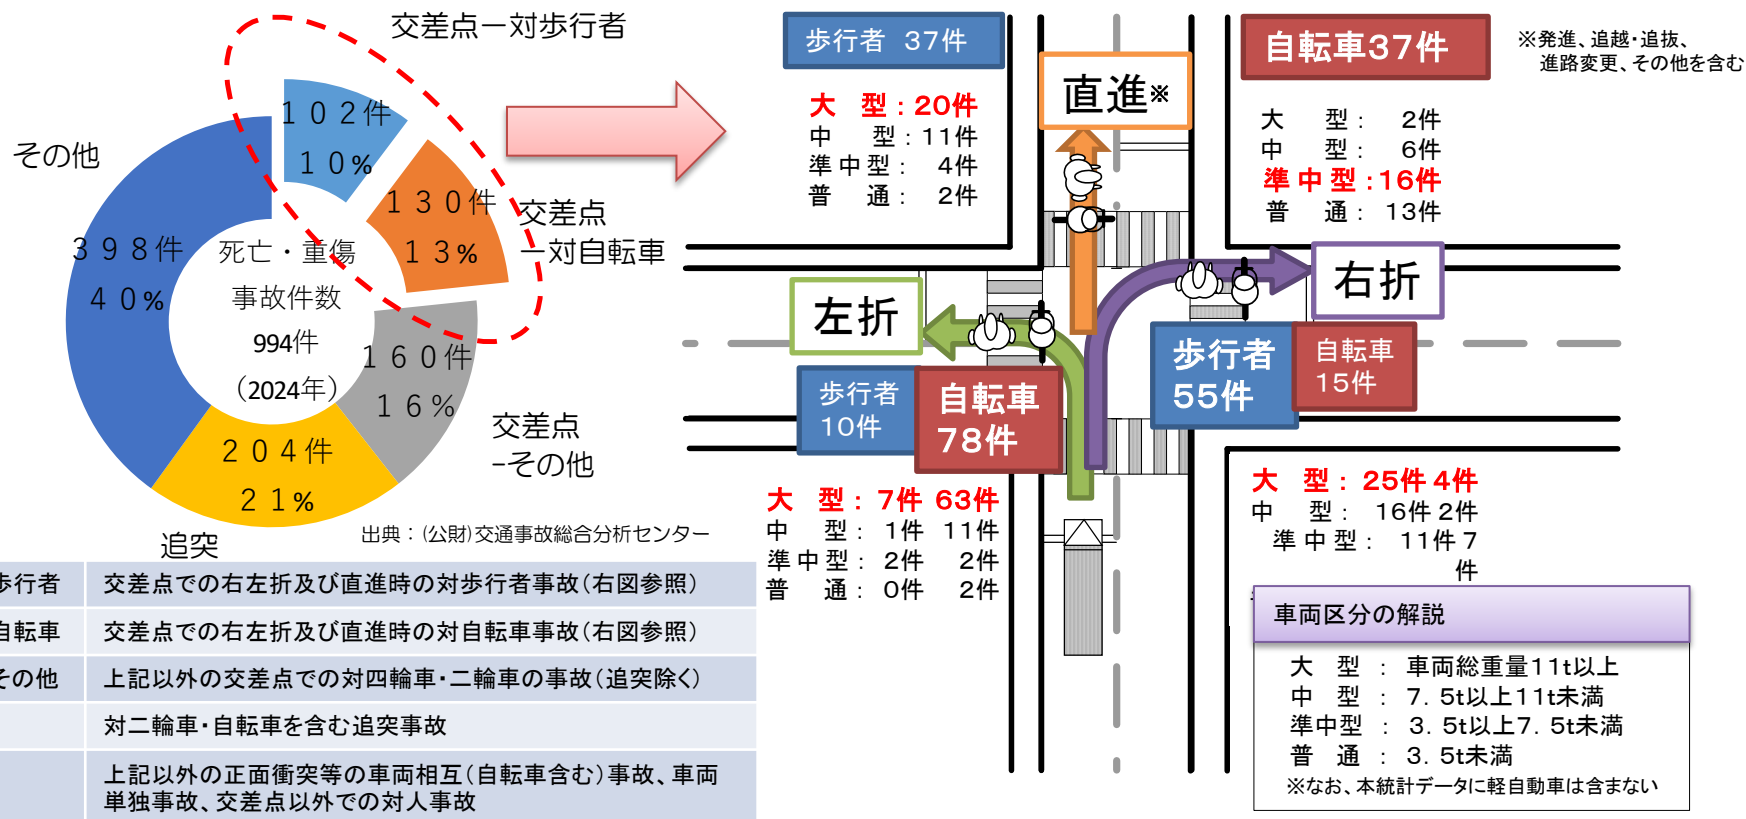 交差点ー対歩行者
102件
10%
130件
13%
交差点
ー対自転車
その他
398件
40%
死亡・重傷
事故件数
994件
(2024年)
160件
16%
交差点
-その他
204件
21%
追突
出典：(公財)交通事故総合分析センター
歩行者
交差点での右左折及び直進時の対歩行者事故(右図参照)
自転車
交差点での右左折及び直進時の対自転車事故(右図参照)
その他
上記以外の交差点での対四輪車・二輪車の事故(追突除く)
対二輪車・自転車を含む追突事故
上記以外の正面衝突等の車両相互(自転車含む)事故、車両
単独事故、交差点以外での対人事故
歩行者 37件
大 型：20件
中 型：11件
準中型： 4件
普 通： 2件
直進※
自転車37件
※発進、追越・追抜、
進路変更、その他を含む
大 型： 2件
中 型： 6件
準中型：16件
普 通： 13件
左折
歩行者
10件
自転車
78件
大 型： 7件 63件
中 型： 1件 11件
準中型： 2件 2件
普 通： 0件 2件
右折
歩行者
55件
自転車
15件
大 型： 25件 4件
中 型： 16件 2件
準中型： 11件 7
件
車両区分の解説
大 型 ： 車両総重量11t以上
中 型 ： 7．5t以上11t未満
準中型 ： 3．5t以上7．5t未満
普 通 ： 3．5t未満
※なお、本統計データに軽自動車は含まない